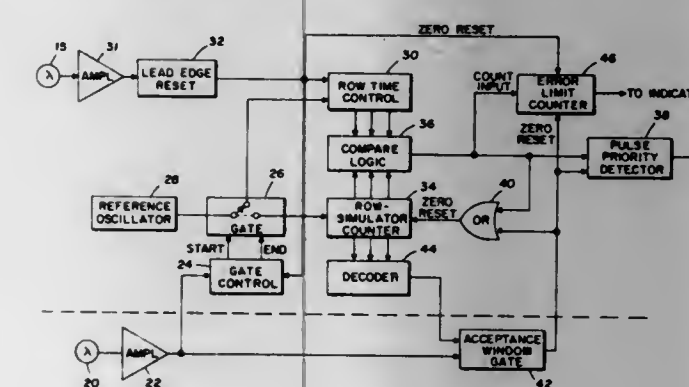 ZERO RESET
15
31
32
30
46
λ
AMPL
LEAD EDGE
RESET
ROW TIME
CONTROL
COUNT
INPUT
ERROR
LIMIT
COUNTER
TO INDICAT
36
38
COMPARE
LOGIC
ZERO
RESET
PULSE
PRIORITY
DETECTOR
28
26
34
40
REFERENCE
OSCILLATOR
GATE
ROW-
SIMULATOR
COUNTER
ZERO
RESET
OR
START
END
24
44
GATE
CONTROL
DECODER
λ
AMPL
ACCEPTANCE
WINDOW
GATE
20
22
42